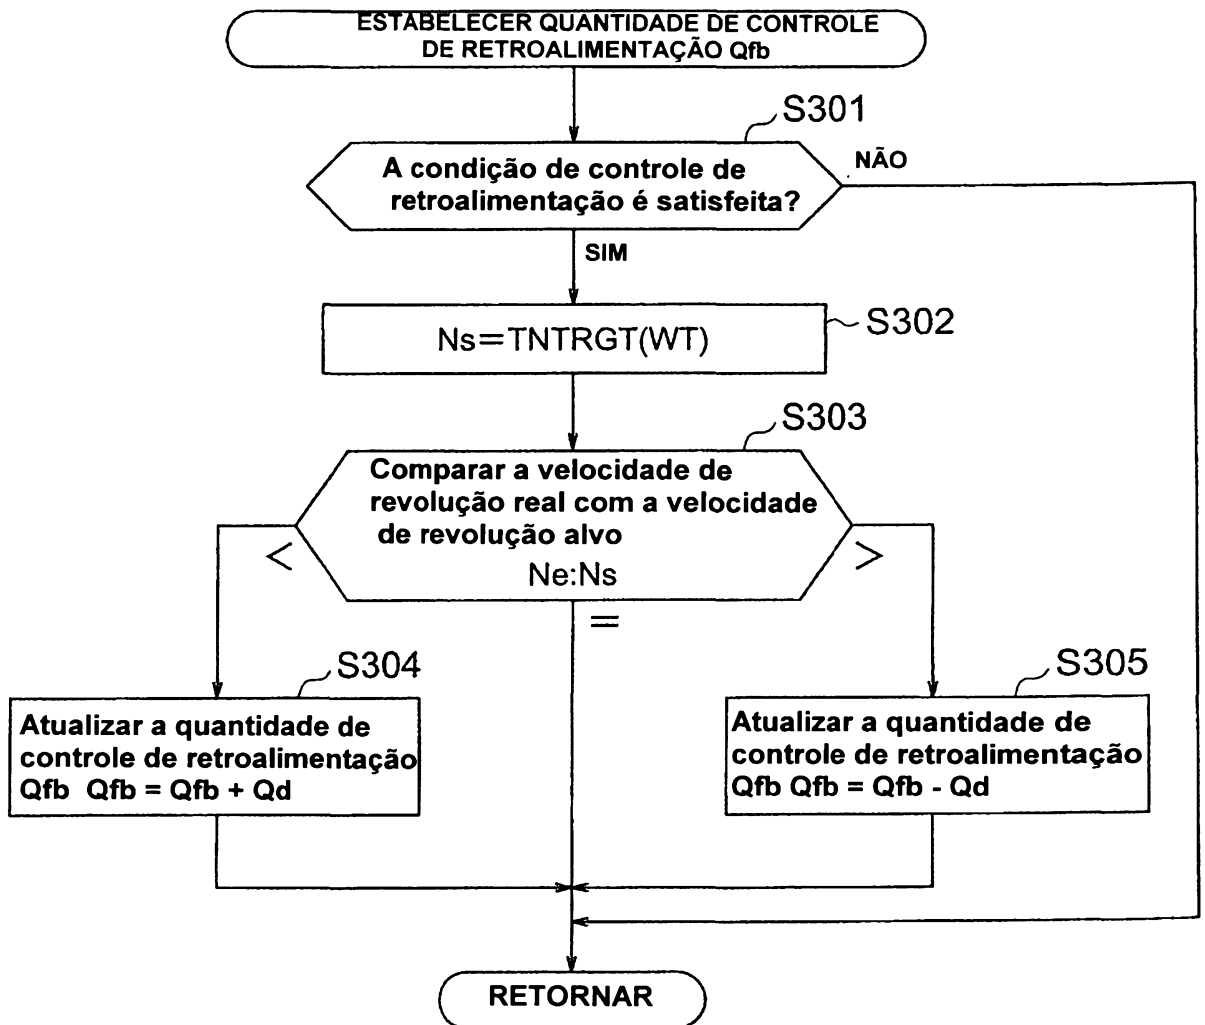 ESTABELECER QUANTIDADE DE CONTROLE
DE RETROALIMENTAÇÃO Qfb
S301
A condição de controle de
retroalimentação é satisfeita?
NÃO
SIM
Ns=TNTRGT(WT)
S302
S303
Comparar a velocidade de
revolução real com a velocidade
de revolução alvo
Ne:Ns
<
>
=
S304
Atualizar a quantidade de
controle de retroalimentação
Qfb Qfb = Qfb + Qd
S305
Atualizar a quantidade de
controle de retroalimentação
Qfb Qfb = Qfb - Qd
RETORNAR